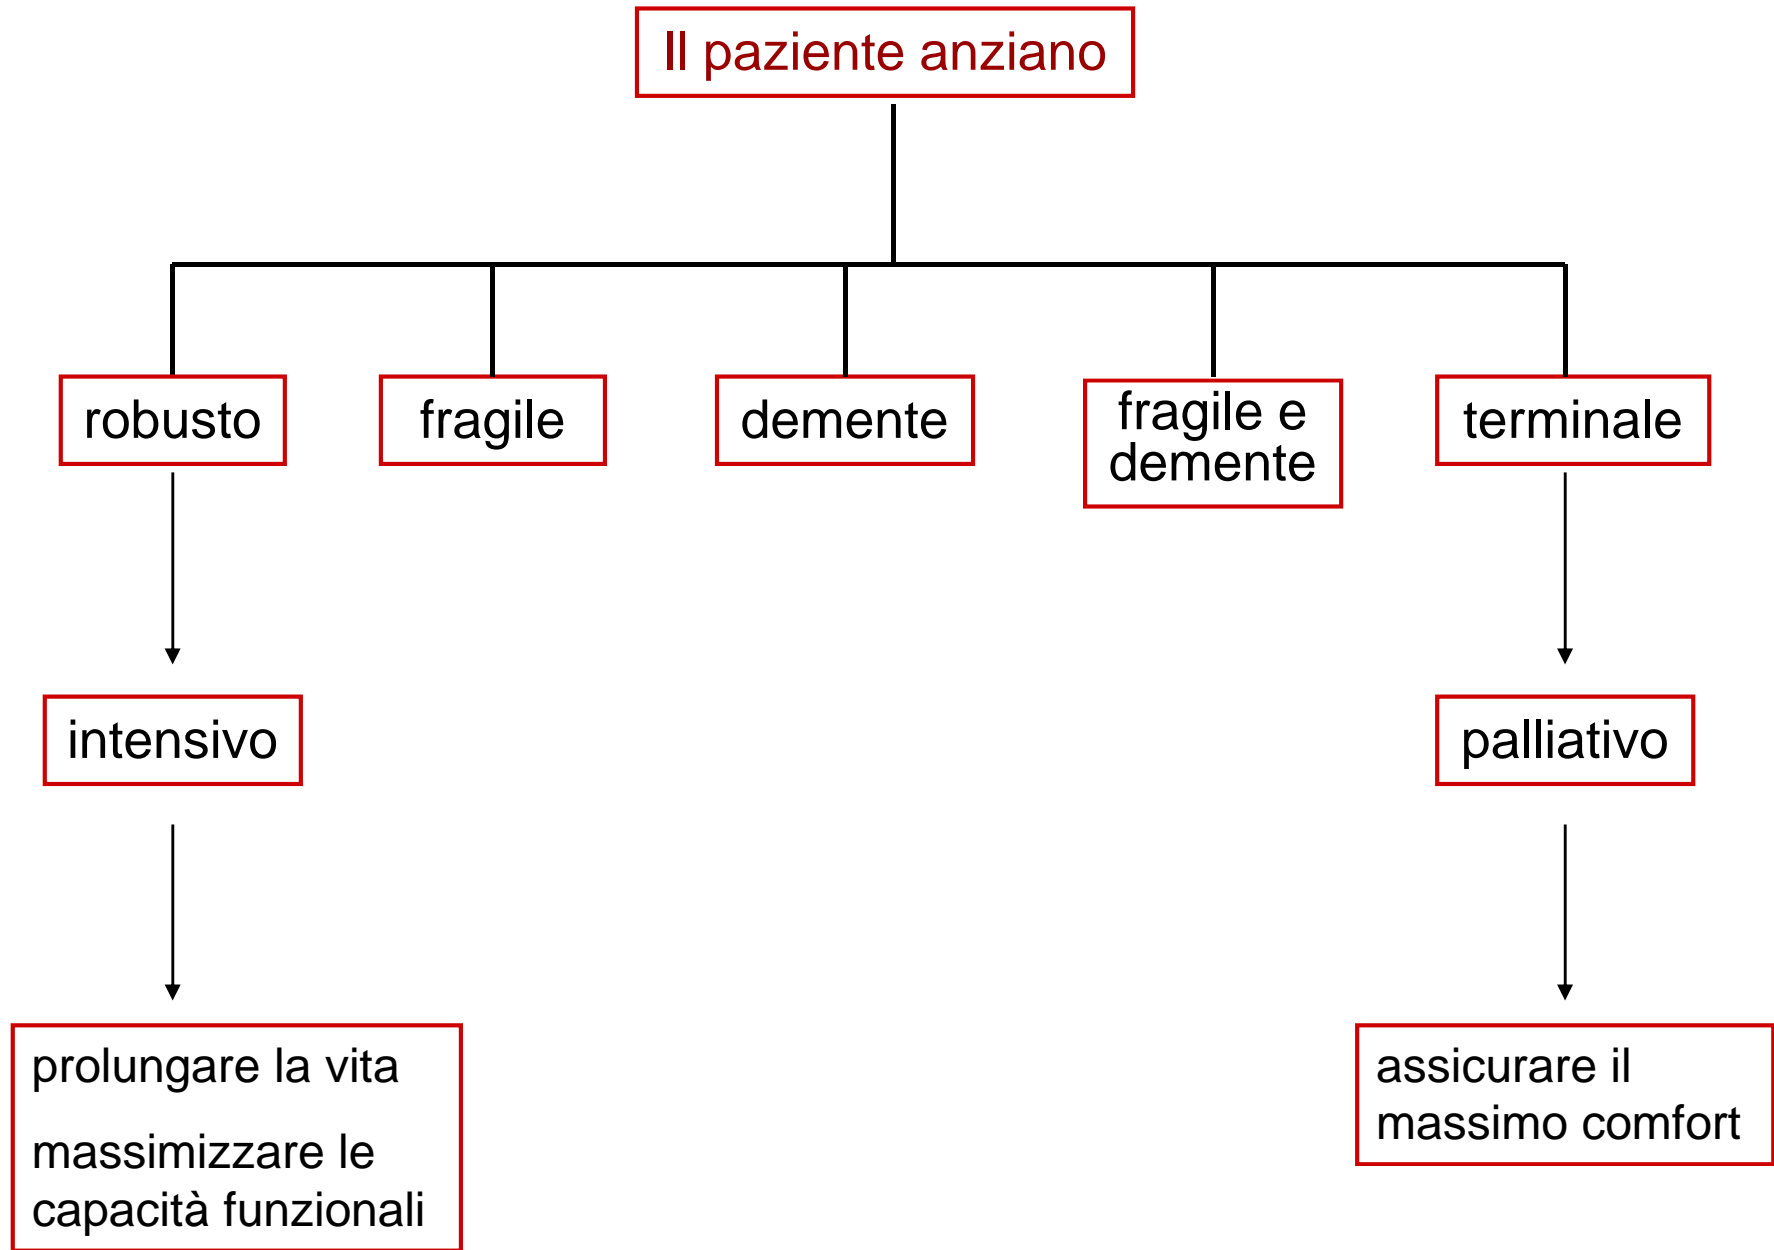 Il paziente anziano
robusto
fragile
demente
fragile e
demente
terminale
intensivo
palliativo
prolungare la vita
massimizzare le
capacità funzionali
assicurare il
massimo comfort